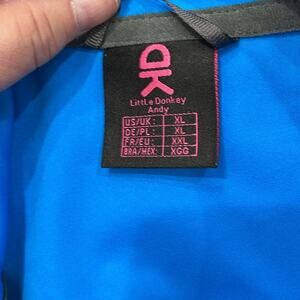 DK
Little Donkey
Andy
US/UK: XL
DE/PL: XL
FR/EU: XXL
BRA/MEX: XGG